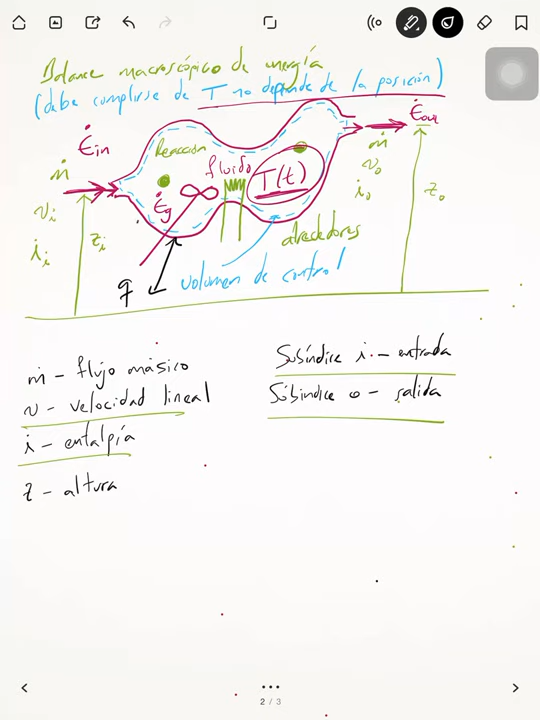 Balance macroscópico de energía
(debe cumplirse de T no depende de la posición)
Ėin
Ėout
ṁ
Reacción
fluido
T(t)
ṁ
vi
Ėg
vo
ii
zi
io
zo
alrededores
q
volumen de control
ṁ - flujo másico
v - velocidad lineal
i - entalpía
z - altura
Subíndice i - entrada
Súbindice o - salida
2 / 3